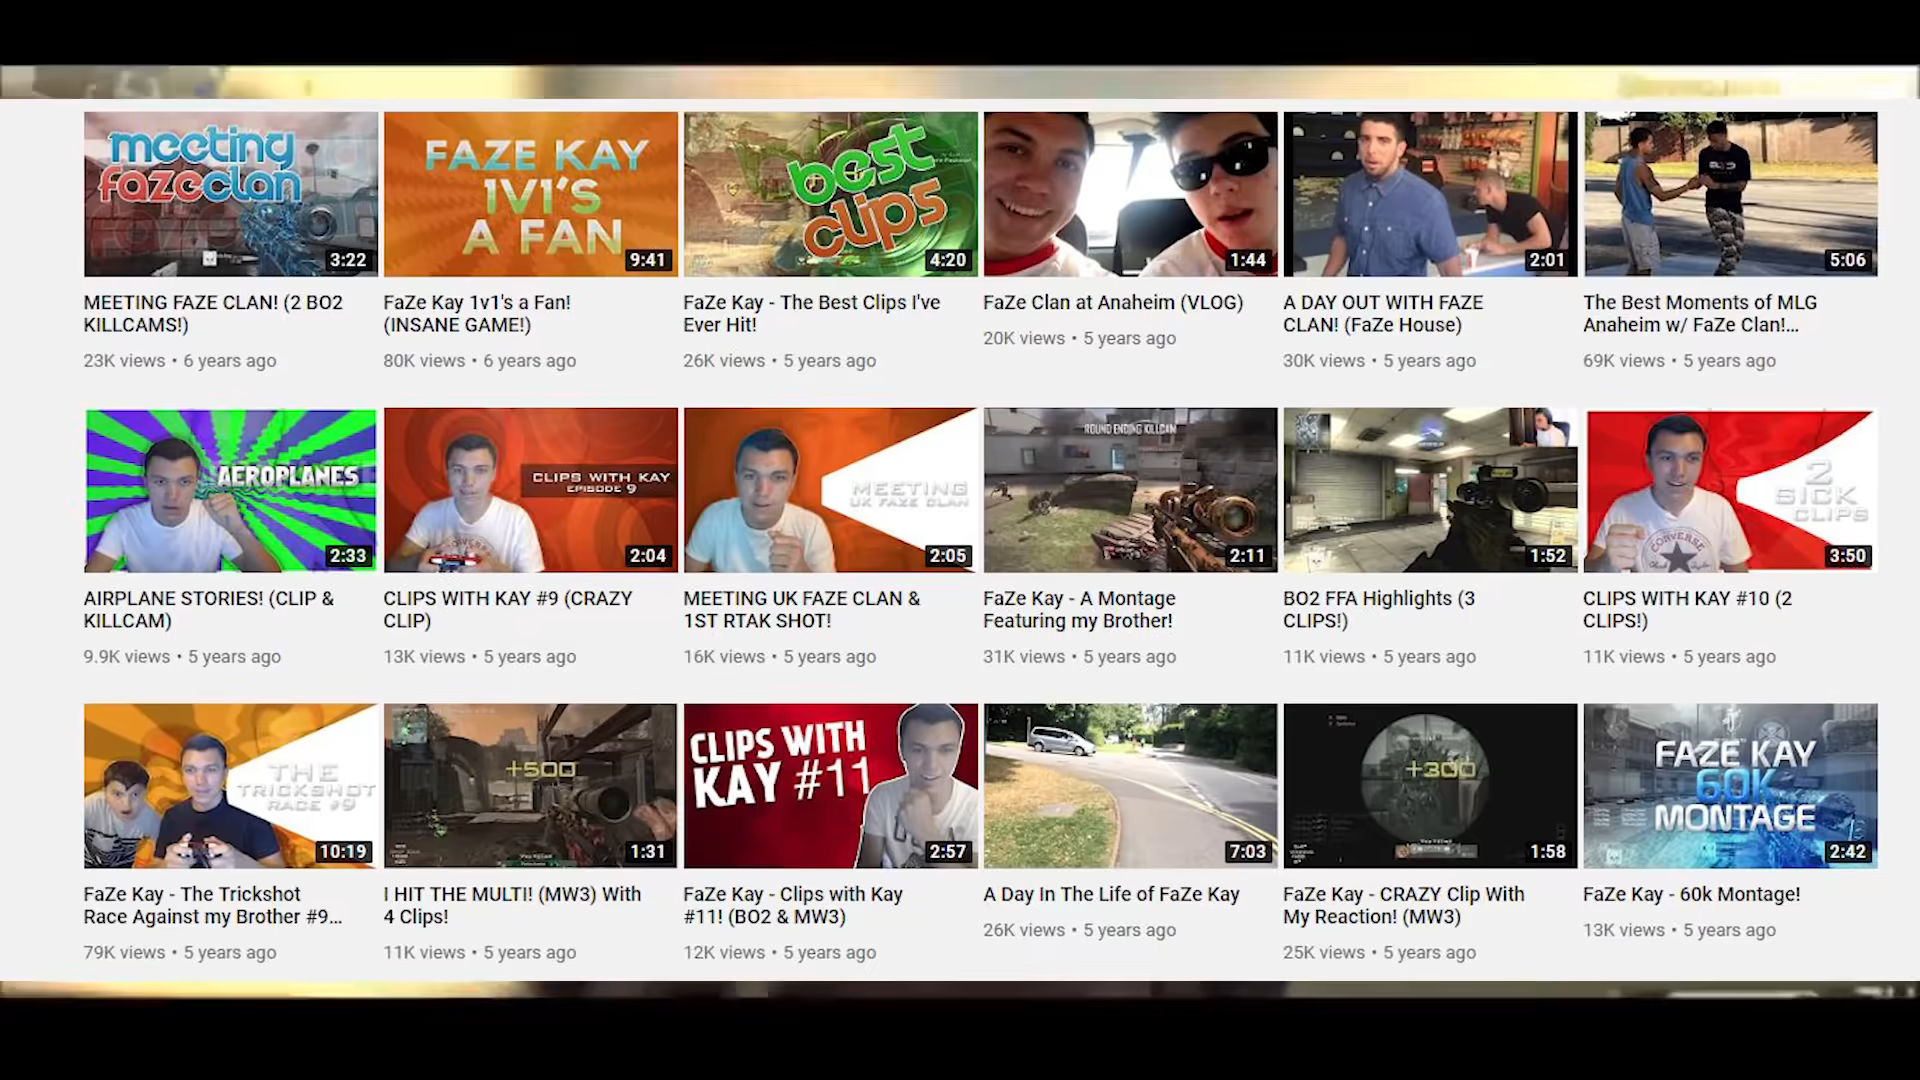 meeting
fazeclan
3:22
FAZE KAY
1V1'S
A FAN
9:41
best
clips
4:20
1:44
2:01
5:06
MEETING FAZE CLAN! (2 BO2
KILLCAMS!)
23K views • 6 years ago
FaZe Kay 1v1's a Fan!
(INSANE GAME!)
80K views • 6 years ago
FaZe Kay - The Best Clips I've
Ever Hit!
26K views • 5 years ago
FaZe Clan at Anaheim (VLOG)
20K views • 5 years ago
A DAY OUT WITH FAZE
CLAN! (FaZe House)
30K views • 5 years ago
The Best Moments of MLG
Anaheim w/ FaZe Clan!...
69K views • 5 years ago
AEROPLANES
2:33
CLIPS WITH KAY
EPISODE 9
2:04
MEETING
UK FAZE CLAN
2:05
ROUND ENDING KILLCAM
2:11
1:52
2
SICK
CLIPS
CONVERSE
3:50
AIRPLANE STORIES! (CLIP &
KILLCAM)
9.9K views • 5 years ago
CLIPS WITH KAY #9 (CRAZY
CLIP)
13K views • 5 years ago
MEETING UK FAZE CLAN &
1ST RTAK SHOT!
16K views • 5 years ago
FaZe Kay - A Montage
Featuring my Brother!
31K views • 5 years ago
BO2 FFA Highlights (3
CLIPS!)
11K views • 5 years ago
CLIPS WITH KAY #10 (2
CLIPS!)
11K views • 5 years ago
THE
TRICKSHOT
RACE #9
10:19
+500
1:31
CLIPS WITH
KAY #11
2:57
7:03
+300
1:58
FAZE KAY
60K
MONTAGE
2:42
FaZe Kay - The Trickshot
Race Against my Brother #9...
79K views • 5 years ago
I HIT THE MULTI! (MW3) With
4 Clips!
11K views • 5 years ago
FaZe Kay - Clips with Kay
#11! (BO2 & MW3)
12K views • 5 years ago
A Day In The Life of FaZe Kay
26K views • 5 years ago
FaZe Kay - CRAZY Clip With
My Reaction! (MW3)
25K views • 5 years ago
FaZe Kay - 60k Montage!
13K views • 5 years ago